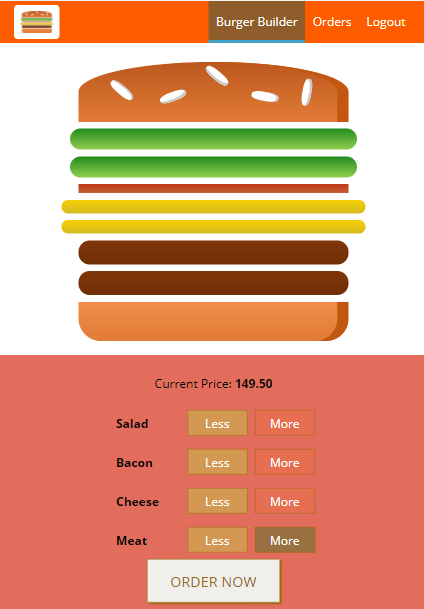 Burger Builder Orders Logout
Current Price: 149.50
Salad Less More
Bacon Less More
Cheese Less More
Meat Less More
ORDER NOW